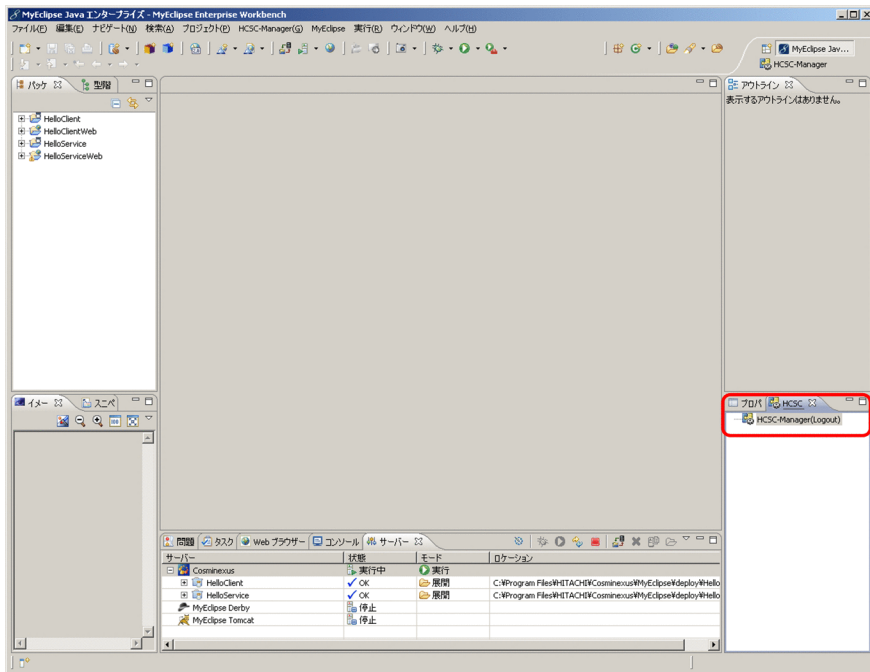 MyEclipse Java エンタープライズ - MyEclipse Enterprise Workbench
ファイル(F) 編集(E) ナビゲート(N) 検索(A) プロジェクト(P) HCSC-Manager(G) MyEclipse 実行(R) ウィンドウ(W) ヘルプ(H)
MyEclipse Jav...
HCSC-Manager
パッケ 型階
HelloClient
HelloClientWeb
HelloService
HelloServiceWeb
アウトライン
表示するアウトラインはありません。
イメー スニペ
プロパ HCSC
HCSC-Manager(Logout)
問題 タスク Web ブラウザー コンソール サーバー
サーバー 状態 モード ロケーション
Cosminexus 実行中 実行
HelloClient OK 展開 C:¥Program Files¥HITACHI¥Cosminexus¥MyEclipse¥deploy¥Hello
HelloService OK 展開 C:¥Program Files¥HITACHI¥Cosminexus¥MyEclipse¥deploy¥Hello
MyEclipse Derby 停止
MyEclipse Tomcat 停止